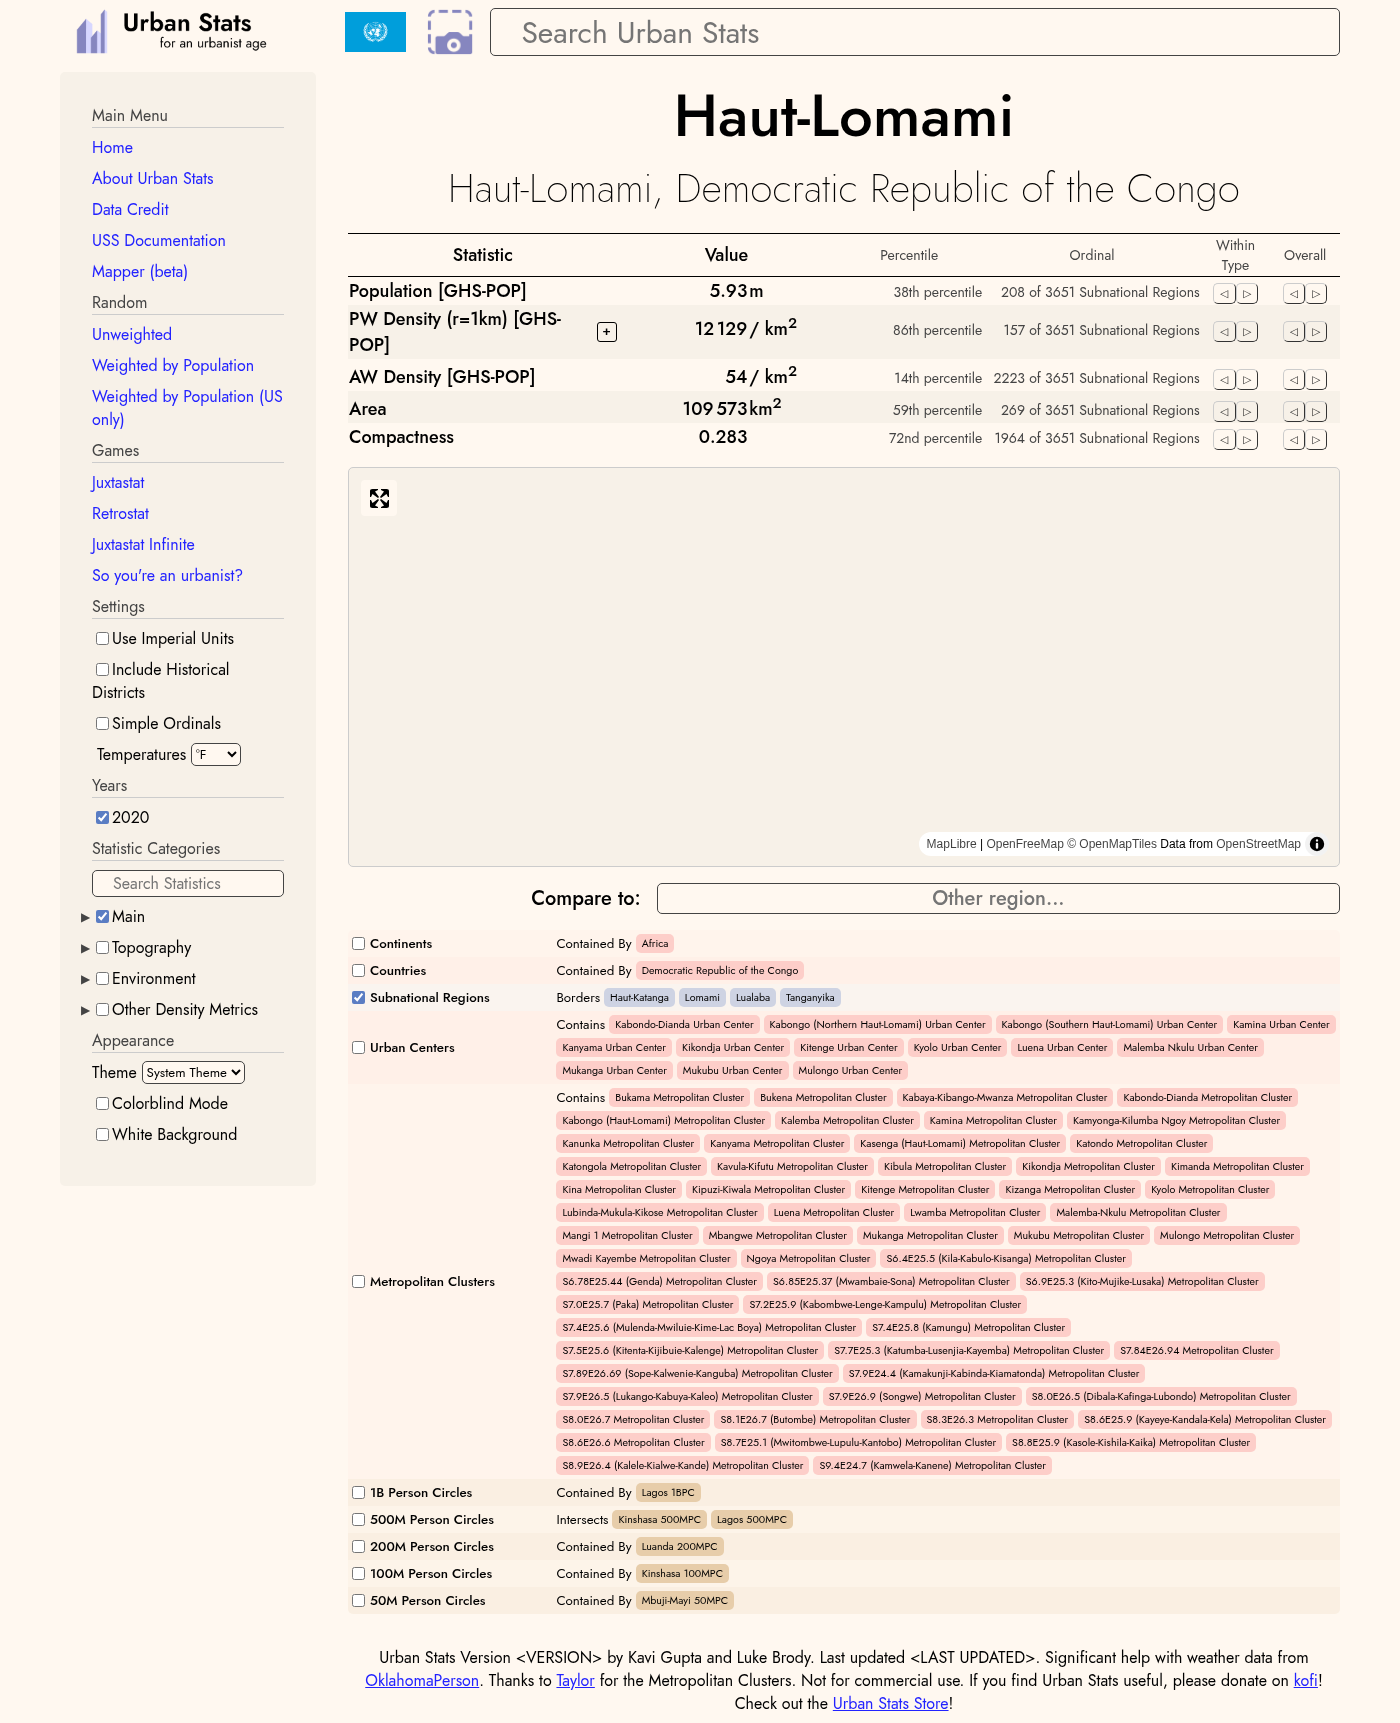 Urban Stats
for an urbanist age
Search Urban Stats
Main Menu
Home
About Urban Stats
Data Credit
USS Documentation
Mapper (beta)
Random
Unweighted
Weighted by Population
Weighted by Population (US
only)
Games
Juxtastat
Retrostat
Juxtastat Infinite
So you're an urbanist?
Settings
Use Imperial Units
Include Historical
Districts
Simple Ordinals
Temperatures °F
Years
2020
Statistic Categories
Search Statistics
Main
Topography
Environment
Other Density Metrics
Appearance
Theme System Theme
Colorblind Mode
White Background
Haut-Lomami
Haut-Lomami, Democratic Republic of the Congo
Statistic Value Percentile Ordinal Within Type Overall
Population [GHS-POP] 5.93 m 38th percentile 208 of 3651 Subnational Regions
PW Density (r=1km) [GHS-
POP] + 12 129 / km2 86th percentile 157 of 3651 Subnational Regions
AW Density [GHS-POP] 54 / km2 14th percentile 2223 of 3651 Subnational Regions
Area 109 573 km2 59th percentile 269 of 3651 Subnational Regions
Compactness 0.283 72nd percentile 1964 of 3651 Subnational Regions
MapLibre | OpenFreeMap © OpenMapTiles Data from OpenStreetMap
Compare to: Other region...
Continents Contained By Africa
Countries Contained By Democratic Republic of the Congo
Subnational Regions Borders Haut-Katanga Lomami Lualaba Tanganyika
Urban Centers
Contains Kabondo-Dianda Urban Center Kabongo (Northern Haut-Lomami) Urban Center Kabongo (Southern Haut-Lomami) Urban Center Kamina Urban Center
Kanyama Urban Center Kikondja Urban Center Kitenge Urban Center Kyolo Urban Center Luena Urban Center Malemba Nkulu Urban Center
Mukanga Urban Center Mukubu Urban Center Mulongo Urban Center
Metropolitan Clusters
Contains Bukama Metropolitan Cluster Bukena Metropolitan Cluster Kabaya-Kibango-Mwanza Metropolitan Cluster Kabondo-Dianda Metropolitan Cluster
Kabongo (Haut-Lomami) Metropolitan Cluster Kalemba Metropolitan Cluster Kamina Metropolitan Cluster Kamyonga-Kilumba Ngoy Metropolitan Cluster
Kanunka Metropolitan Cluster Kanyama Metropolitan Cluster Kasenga (Haut-Lomami) Metropolitan Cluster Katondo Metropolitan Cluster
Katongola Metropolitan Cluster Kavula-Kifutu Metropolitan Cluster Kibula Metropolitan Cluster Kikondja Metropolitan Cluster Kimanda Metropolitan Cluster
Kina Metropolitan Cluster Kipuzi-Kiwala Metropolitan Cluster Kitenge Metropolitan Cluster Kizanga Metropolitan Cluster Kyolo Metropolitan Cluster
Lubinda-Mukula-Kikose Metropolitan Cluster Luena Metropolitan Cluster Lwamba Metropolitan Cluster Malemba-Nkulu Metropolitan Cluster
Mangi 1 Metropolitan Cluster Mbangwe Metropolitan Cluster Mukanga Metropolitan Cluster Mukubu Metropolitan Cluster Mulongo Metropolitan Cluster
Mwadi Kayembe Metropolitan Cluster Ngoya Metropolitan Cluster S6.4E25.5 (Kila-Kabulo-Kisanga) Metropolitan Cluster
S6.78E25.44 (Genda) Metropolitan Cluster S6.85E25.37 (Mwambaie-Sona) Metropolitan Cluster S6.9E25.3 (Kito-Mujike-Lusaka) Metropolitan Cluster
S7.0E25.7 (Paka) Metropolitan Cluster S7.2E25.9 (Kabombwe-Lenge-Kampulu) Metropolitan Cluster
S7.4E25.6 (Mulenda-Mwiluie-Kime-Lac Boya) Metropolitan Cluster S7.4E25.8 (Kamungu) Metropolitan Cluster
S7.5E25.6 (Kitenta-Kijibuie-Kalenge) Metropolitan Cluster S7.7E25.3 (Katumba-Lusenjia-Kayemba) Metropolitan Cluster S7.84E26.94 Metropolitan Cluster
S7.89E26.69 (Sope-Kalwenie-Kanguba) Metropolitan Cluster S7.9E24.4 (Kamakunji-Kabinda-Kiamatonda) Metropolitan Cluster
S7.9E26.5 (Lukango-Kabuya-Kaleo) Metropolitan Cluster S7.9E26.9 (Songwe) Metropolitan Cluster S8.0E26.5 (Dibala-Kafinga-Lubondo) Metropolitan Cluster
S8.0E26.7 Metropolitan Cluster S8.1E26.7 (Butombe) Metropolitan Cluster S8.3E26.3 Metropolitan Cluster S8.6E25.9 (Kayeye-Kandala-Kela) Metropolitan Cluster
S8.6E26.6 Metropolitan Cluster S8.7E25.1 (Mwitombwe-Lupulu-Kantobo) Metropolitan Cluster S8.8E25.9 (Kasole-Kishila-Kaika) Metropolitan Cluster
S8.9E26.4 (Kalele-Kialwe-Kande) Metropolitan Cluster S9.4E24.7 (Kamwela-Kanene) Metropolitan Cluster
1B Person Circles Contained By Lagos 1BPC
500M Person Circles Intersects Kinshasa 500MPC Lagos 500MPC
200M Person Circles Contained By Luanda 200MPC
100M Person Circles Contained By Kinshasa 100MPC
50M Person Circles Contained By Mbuji-Mayi 50MPC
Urban Stats Version <VERSION> by Kavi Gupta and Luke Brody. Last updated <LAST UPDATED>. Significant help with weather data from
OklahomaPerson. Thanks to Taylor for the Metropolitan Clusters. Not for commercial use. If you find Urban Stats useful, please donate on kofi!
Check out the Urban Stats Store!